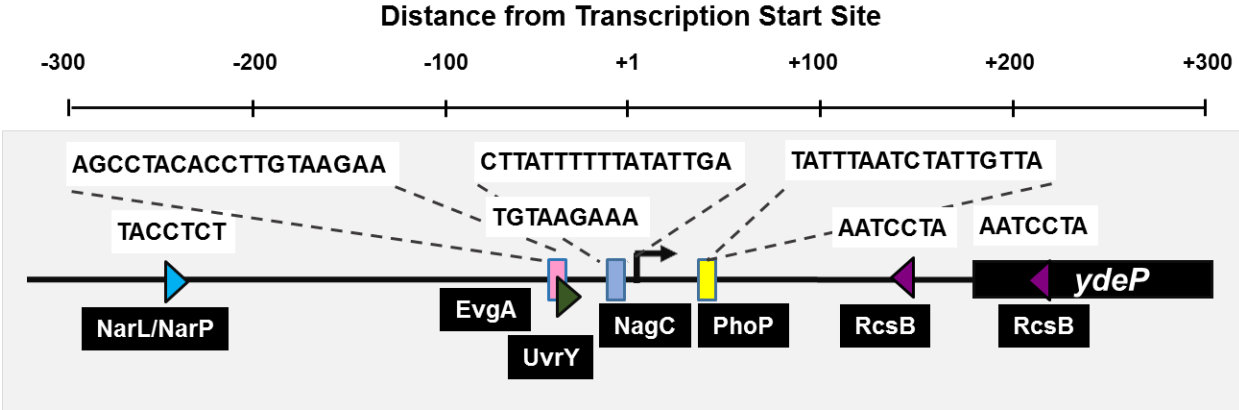 Distance from Transcription Start Site
-300 -200 -100 +1 +100 +200 +300
AGCCTACACCTTGTAAGAA CTTATTTTTTATATTGA TATTTAATCTATTGTTA
TACCTCT TGTAAGAAA AATCCTA AATCCTA
ydeP
NarL/NarP EvgA UvrY NagC PhoP RcsB RcsB